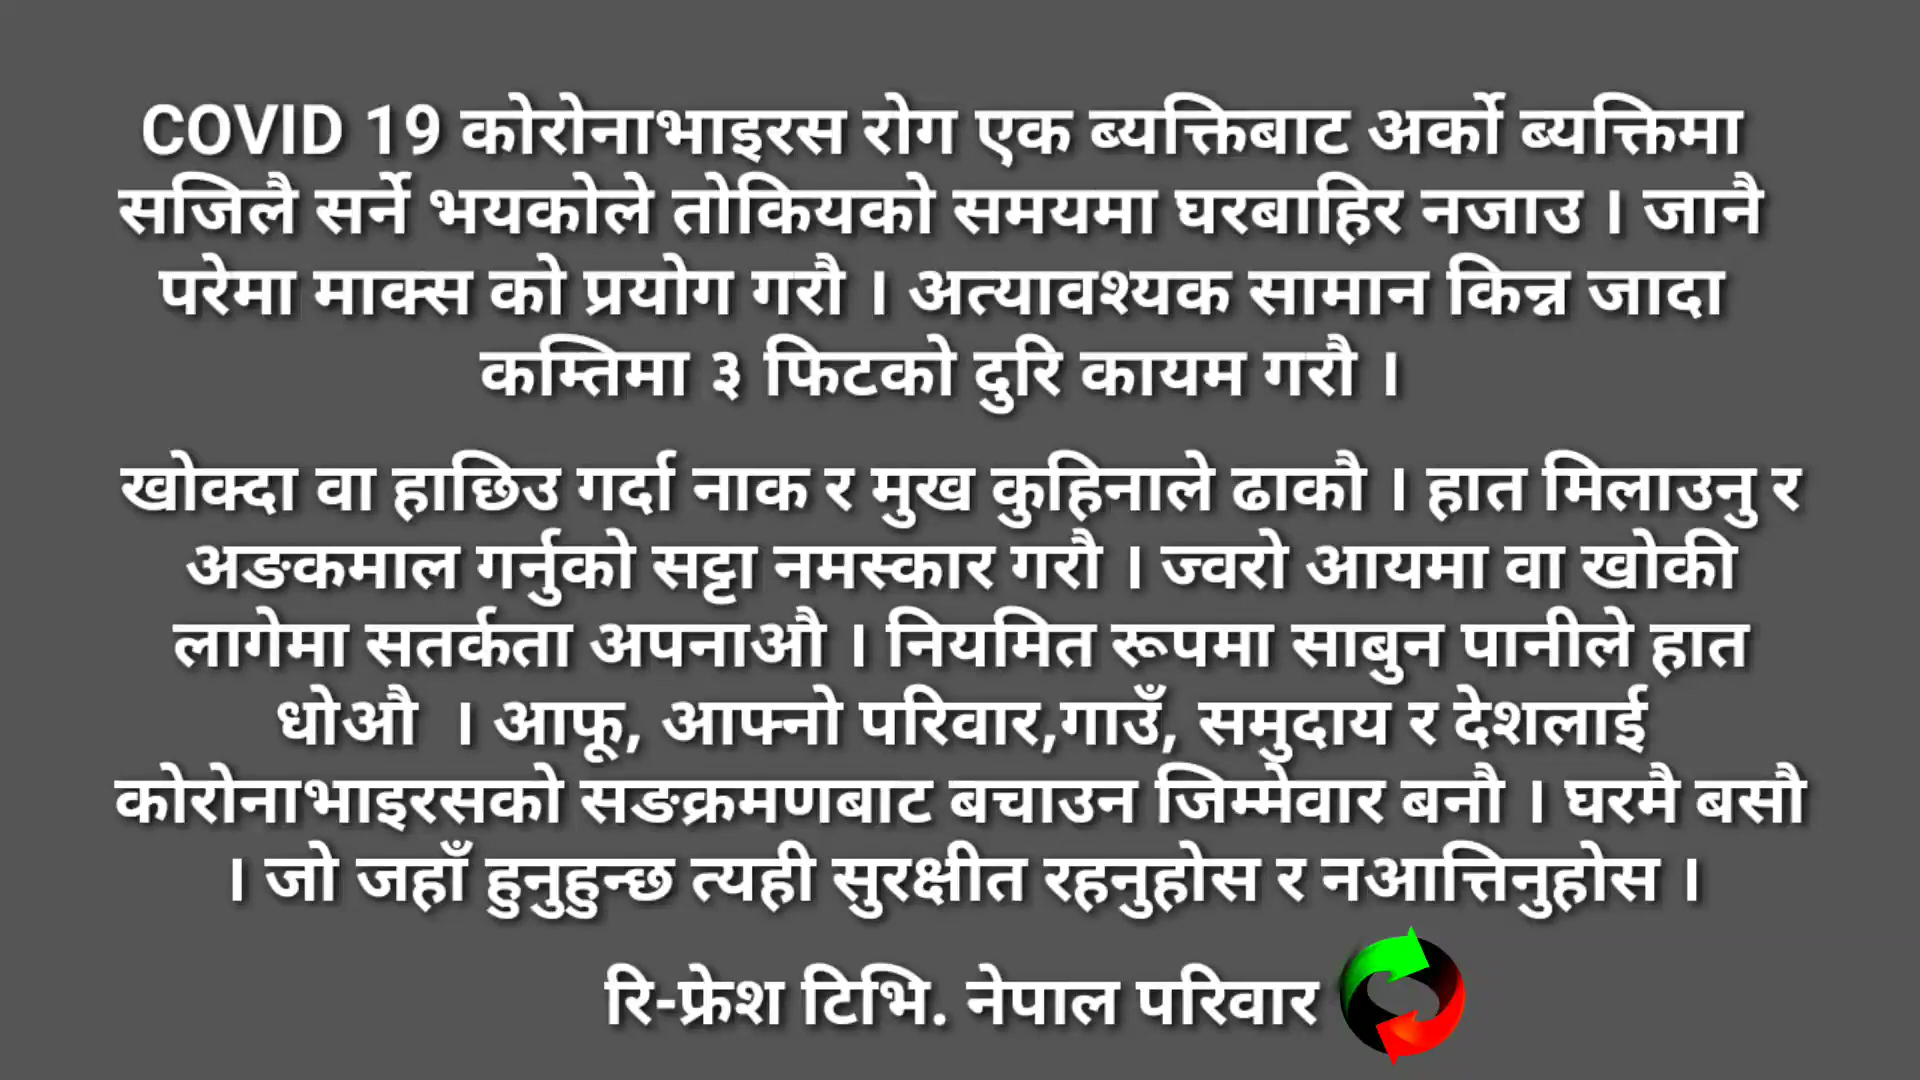 COVID 19 कोरोनाभाइरस रोग एक ब्यक्तिबाट अर्को ब्यक्तिमा
सजिलै सर्ने भयकोले तोकियको समयमा घरबाहिर नजाउ । जानै
परेमा माक्स को प्रयोग गरौ । अत्यावश्यक सामान किन्न जादा
कम्तिमा ३ फिटको दुरि कायम गरौ ।
खोक्दा वा हाछिउ गर्दा नाक र मुख कुहिनाले ढाकौ । हात मिलाउनु र
अङकमाल गर्नुको सट्टा नमस्कार गरौ । ज्वरो आयमा वा खोकी
लागेमा सतर्कता अपनाऔ । नियमित रूपमा साबुन पानीले हात
धोऔ । आफू, आफ्नो परिवार,गाउँ, समुदाय र देशलाई
कोरोनाभाइरसको सङक्रमणबाट बचाउन जिम्मेवार बनौ । घरमै बसौ
। जो जहाँ हुनुहुन्छ त्यही सुरक्षीत रहनुहोस र नआत्तिनुहोस ।
रि-फ्रेश टिभि. नेपाल परिवार